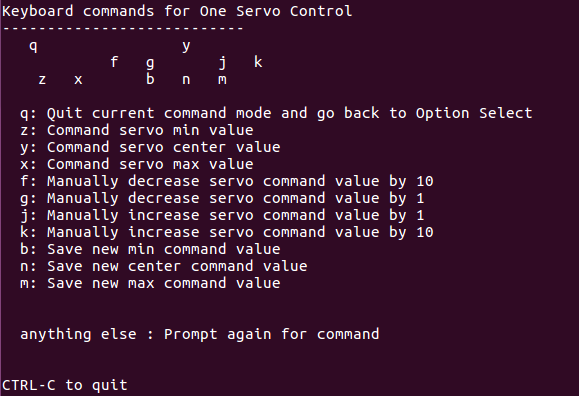 Keyboard commands for One Servo Control
---------------------------
   q                y
            f   g       j   k
    z   x       b   n   m

  q: Quit current command mode and go back to Option Select
  z: Command servo min value
  y: Command servo center value
  x: Command servo max value
  f: Manually decrease servo command value by 10
  g: Manually decrease servo command value by 1
  j: Manually increase servo command value by 1
  k: Manually increase servo command value by 10
  b: Save new min command value
  n: Save new center command value
  m: Save new max command value

  anything else : Prompt again for command

CTRL-C to quit